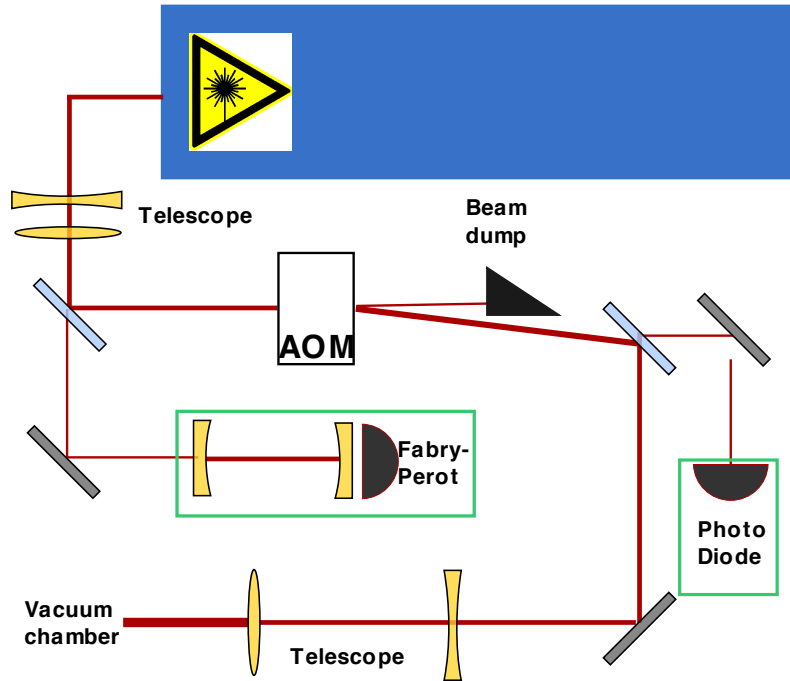 Telescope
Beam
dump
AOM
Fabry-
Perot
Photo
Diode
Vacuum
chamber
Telescope